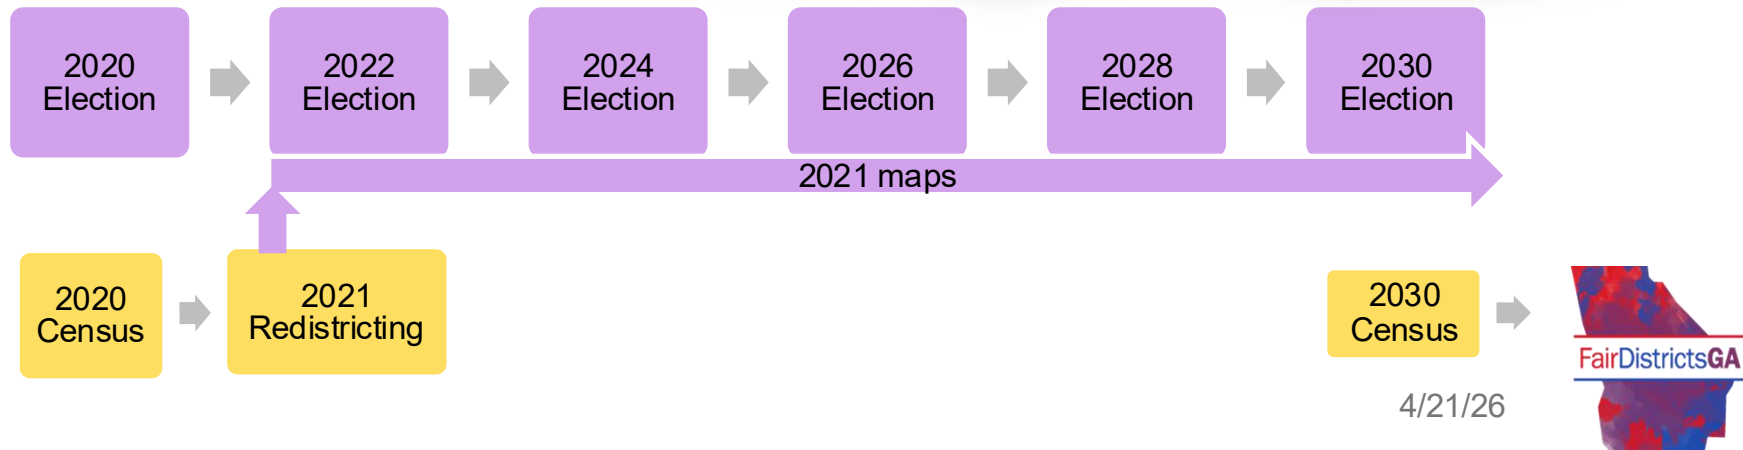 2020
Election
2022
Election
2024
Election
2026
Election
2028
Election
2030
Election
2021 maps
2020
Census
2021
Redistricting
2030
Census
FairDistrictsGA
4/21/26